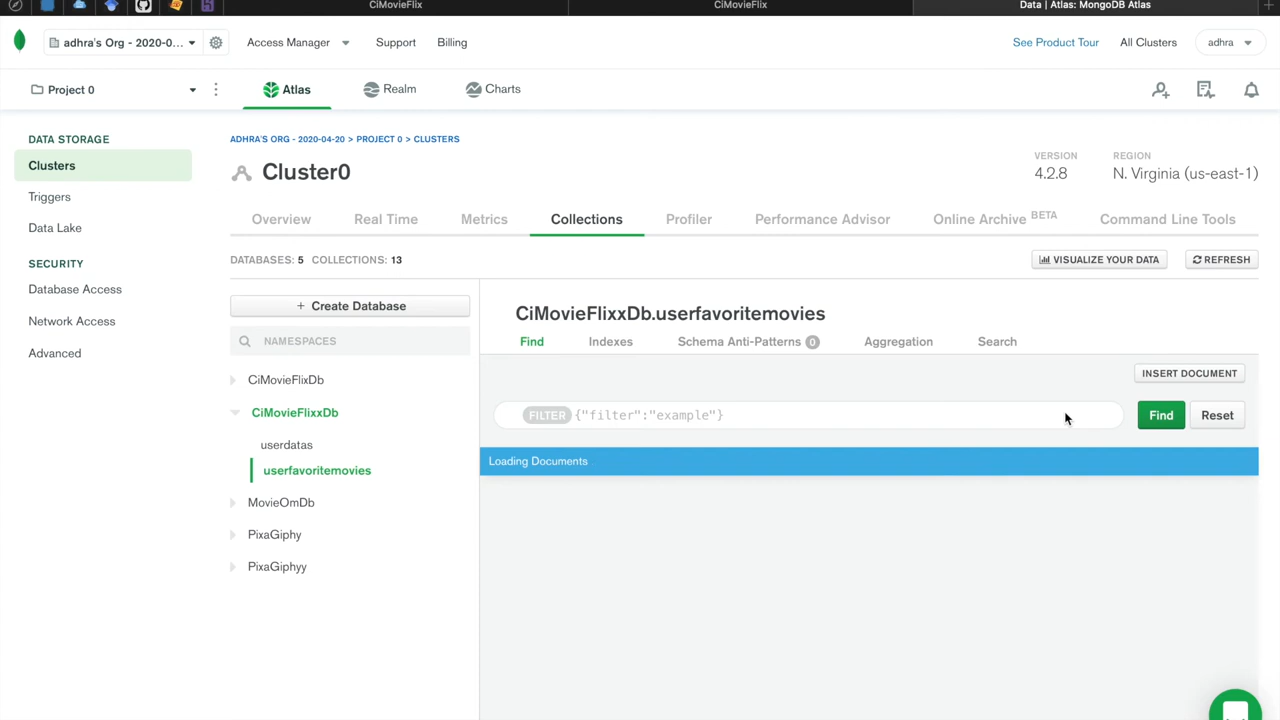 CiMovieFlix
CiMovieFlix
Data | Atlas: MongoDB Atlas
adhra's Org - 2020-0...
Access Manager
Support
Billing
See Product Tour
All Clusters
adhra
Project 0
Atlas
Realm
Charts
DATA STORAGE
Clusters
Triggers
Data Lake
SECURITY
Database Access
Network Access
Advanced
ADHRA'S ORG - 2020-04-20 > PROJECT 0 > CLUSTERS
Cluster0
VERSION
4.2.8
REGION
N. Virginia (us-east-1)
Overview
Real Time
Metrics
Collections
Profiler
Performance Advisor
Online Archive BETA
Command Line Tools
DATABASES: 5 COLLECTIONS: 13
VISUALIZE YOUR DATA
REFRESH
+ Create Database
NAMESPACES
CiMovieFlixDb
CiMovieFlixxDb
userdatas
userfavoritemovies
MovieOmDb
PixaGiphy
PixaGiphyy
CiMovieFlixxDb.userfavoritemovies
Find
Indexes
Schema Anti-Patterns 0
Aggregation
Search
INSERT DOCUMENT
FILTER {"filter":"example"}
Find
Reset
Loading Documents